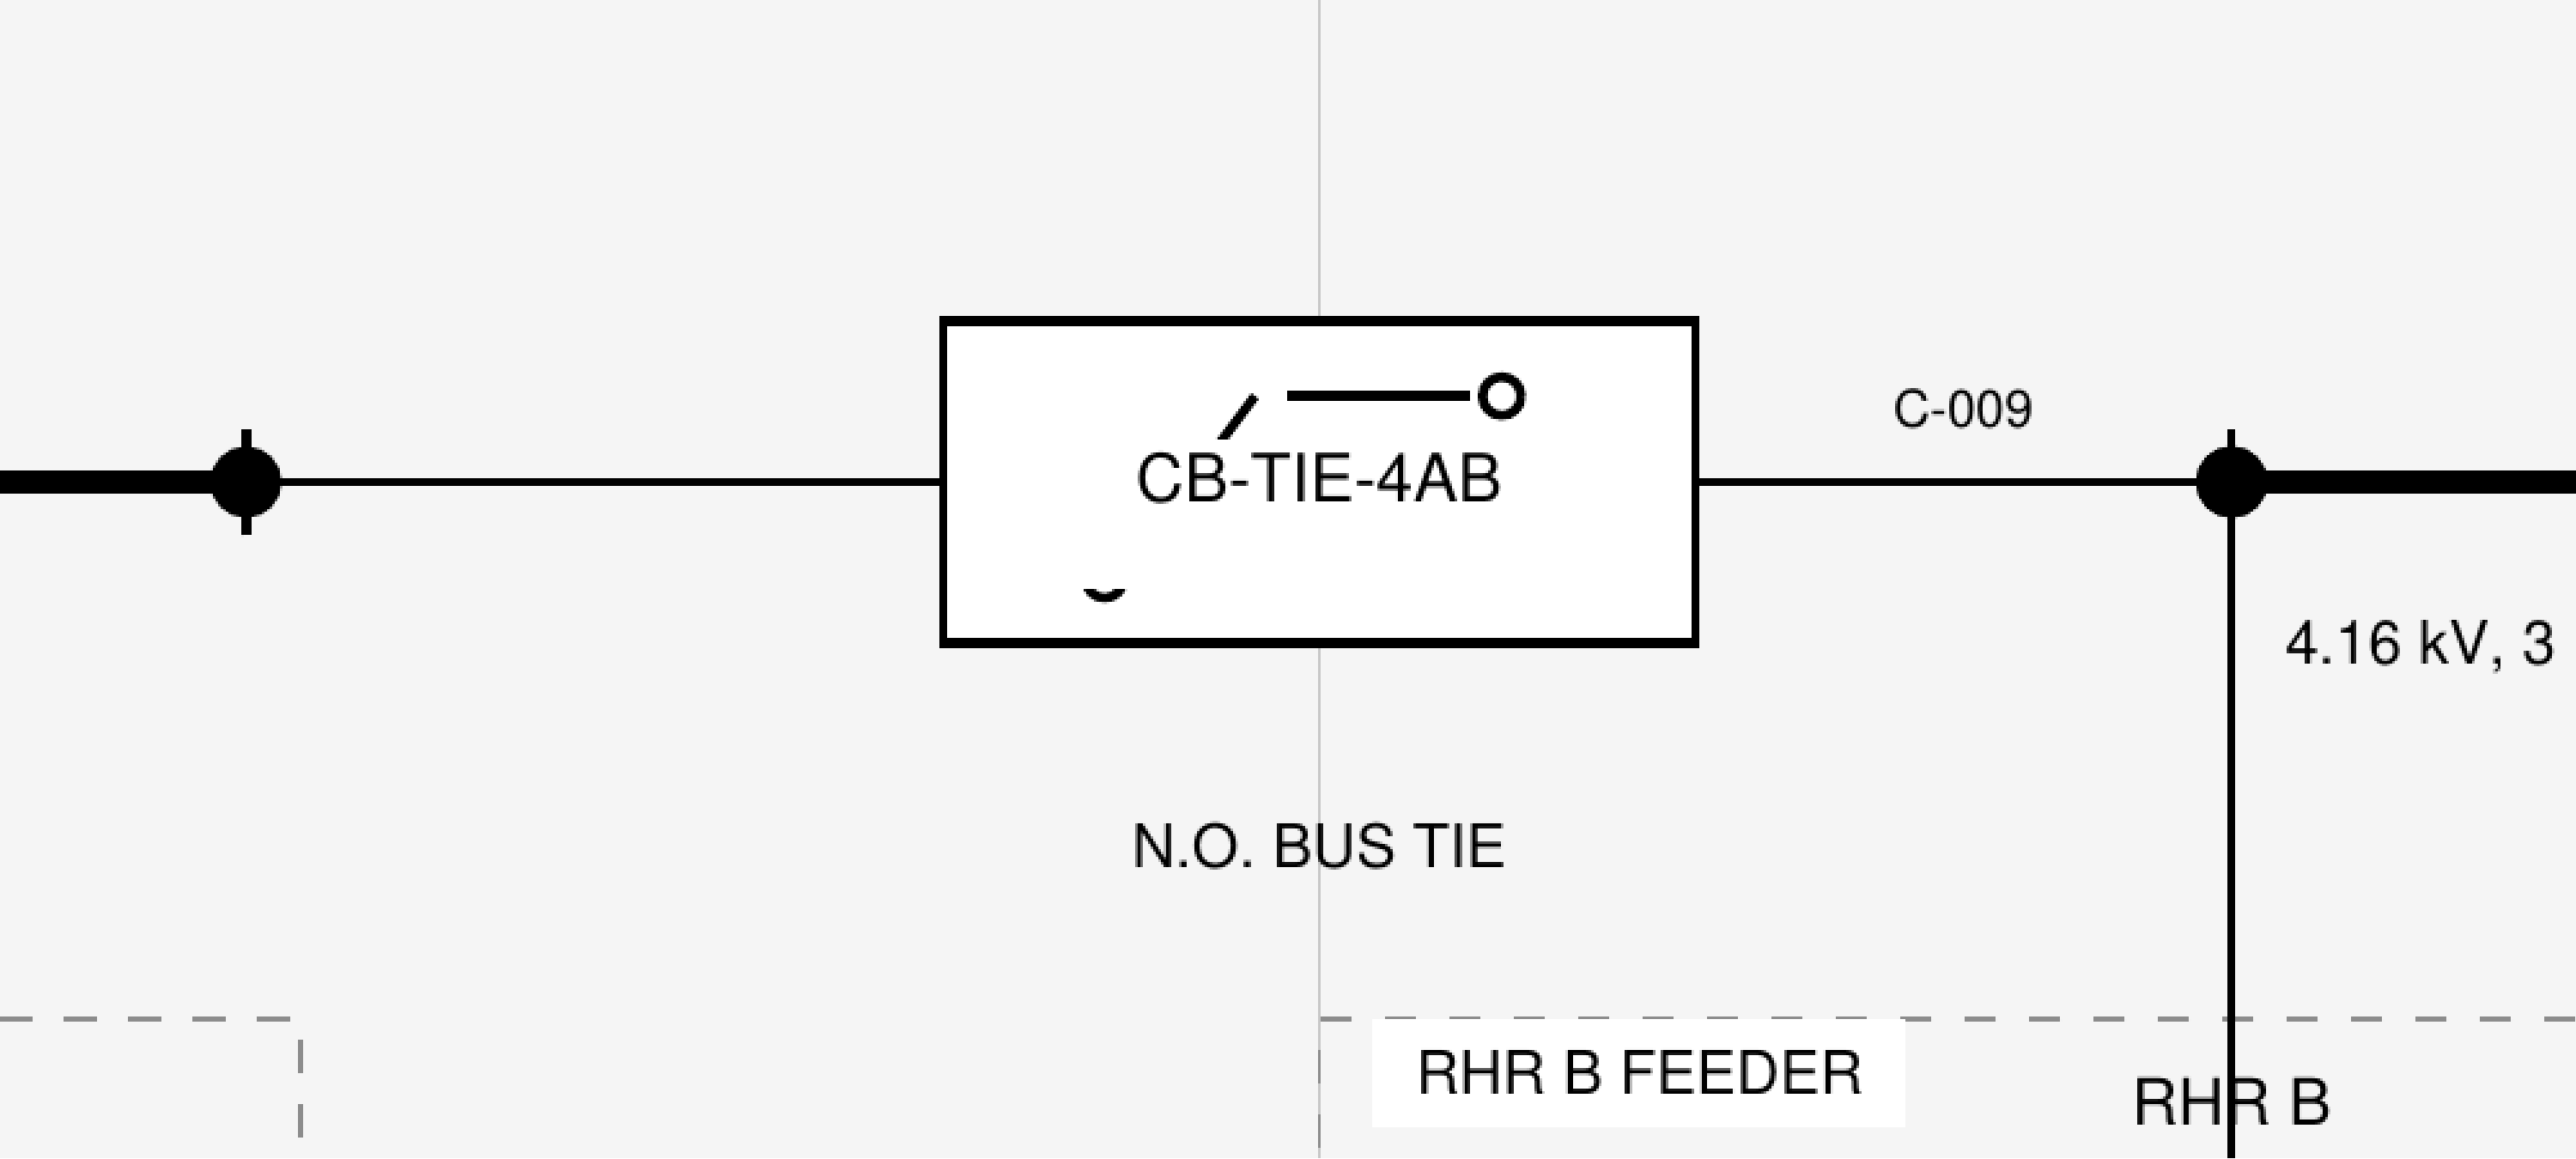 C-009
CB-TIE-4AB
4.16 kV, 3
N.O. BUS TIE
RHR B FEEDER
RHR B